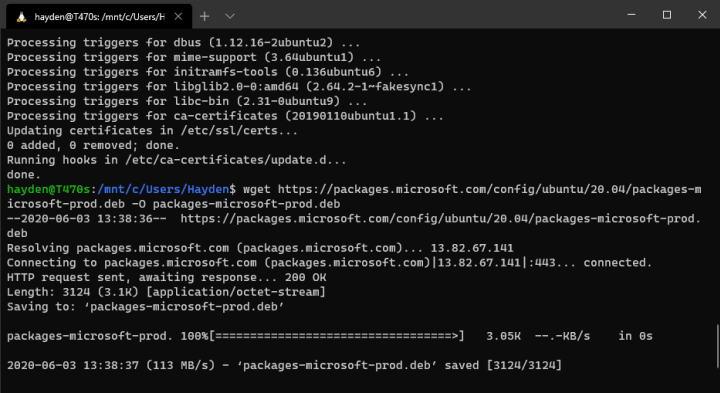 hayden@T470s: /mnt/c/Users/H
Processing triggers for dbus (1.12.16-2ubuntu2) ...
Processing triggers for mime-support (3.64ubuntu1) ...
Processing triggers for initramfs-tools (0.136ubuntu6) ...
Processing triggers for libglib2.0-0:amd64 (2.64.2-1~fakesync1) ...
Processing triggers for libc-bin (2.31-0ubuntu9) ...
Processing triggers for ca-certificates (20190110ubuntu1.1) ...
Updating certificates in /etc/ssl/certs...
0 added, 0 removed; done.
Running hooks in /etc/ca-certificates/update.d...
done.
hayden@T470s:/mnt/c/Users/Hayden$ wget https://packages.microsoft.com/config/ubuntu/20.04/packages-m
icrosoft-prod.deb -O packages-microsoft-prod.deb
--2020-06-03 13:38:36--  https://packages.microsoft.com/config/ubuntu/20.04/packages-microsoft-prod.
deb
Resolving packages.microsoft.com (packages.microsoft.com)... 13.82.67.141
Connecting to packages.microsoft.com (packages.microsoft.com)|13.82.67.141|:443... connected.
HTTP request sent, awaiting response... 200 OK
Length: 3124 (3.1K) [application/octet-stream]
Saving to: ‘packages-microsoft-prod.deb’
packages-microsoft-prod. 100%[==================================>]   3.05K  --.-KB/s    in 0s
2020-06-03 13:38:37 (113 MB/s) - ‘packages-microsoft-prod.deb’ saved [3124/3124]